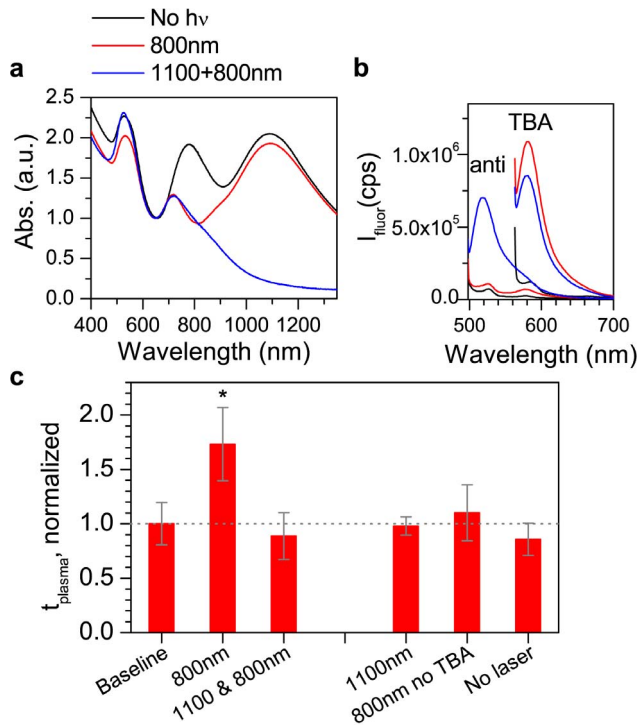 No hν
800nm
1100+800nm
a
2.5
2.0
1.5
1.0
0.5
0.0
Abs. (a.u.)
400 600 800 1000 1200
Wavelength (nm)
b
TBA
anti
1.0x10⁶
5.0x10⁵
0.0
I_fluor(cps)
500 600 700
Wavelength (nm)
c
*
2.0
1.5
1.0
0.5
0.0
t_plasma, normalized
Baseline
800nm
1100 & 800nm
1100nm
800nm no TBA
No laser